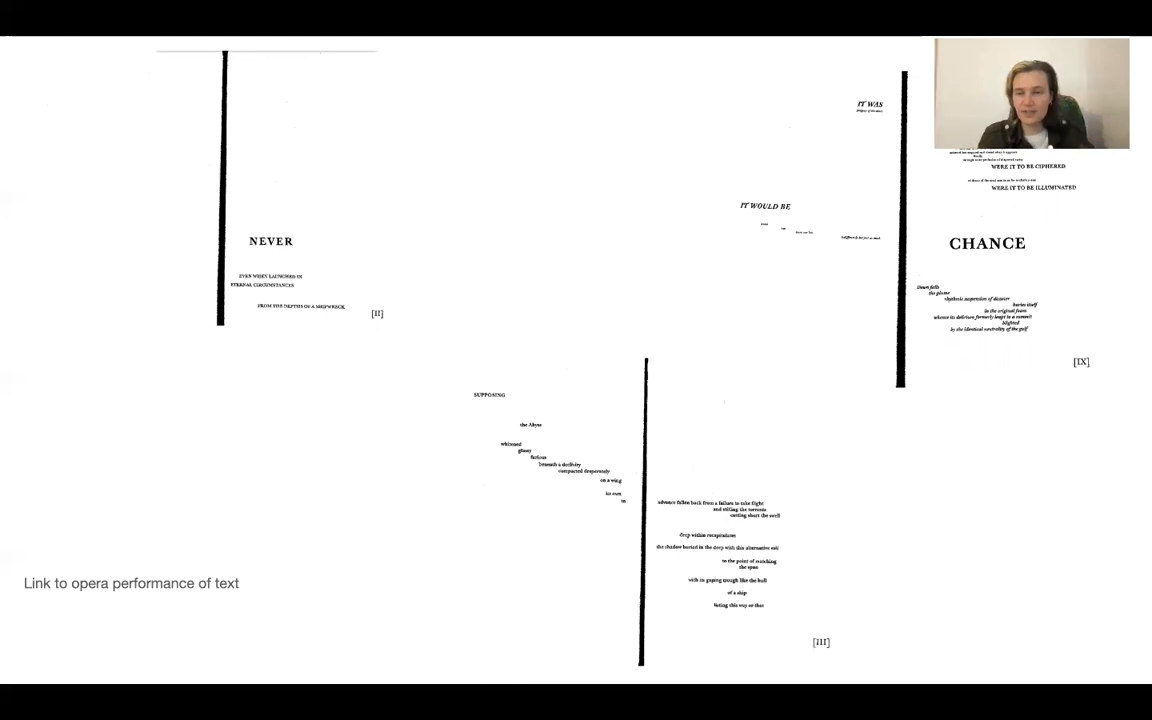 NEVER
EVEN WHEN LAUNCHED IN
ETERNAL CIRCUMSTANCES
FROM THE DEPTHS OF A SHIPWRECK
[II]
IT WAS
IT WOULD BE
WERE IT TO BE CIPHERED
WERE IT TO BE ILLUMINATED
CHANCE
Down falls
the plume
rhythmic suspension of disaster
buries itself
in the original foam
whence its delirium formerly leapt to a summit
blighted
by the identical neutrality of the gulf
[IX]
SUPPOSING
the Abyss
whitened
glassy
furious
beneath a declivity
compacted desperately
on a wing
its own
in
advance fallen back from a failure to take flight
and stifling the torrents
cutting short the swell
deep within recapitulates
the shadow buried in the deep with this alternative sail
to the point of matching
the span
with its gaping trough like the hull
of a ship
listing this way or that
[III]
Link to opera performance of text